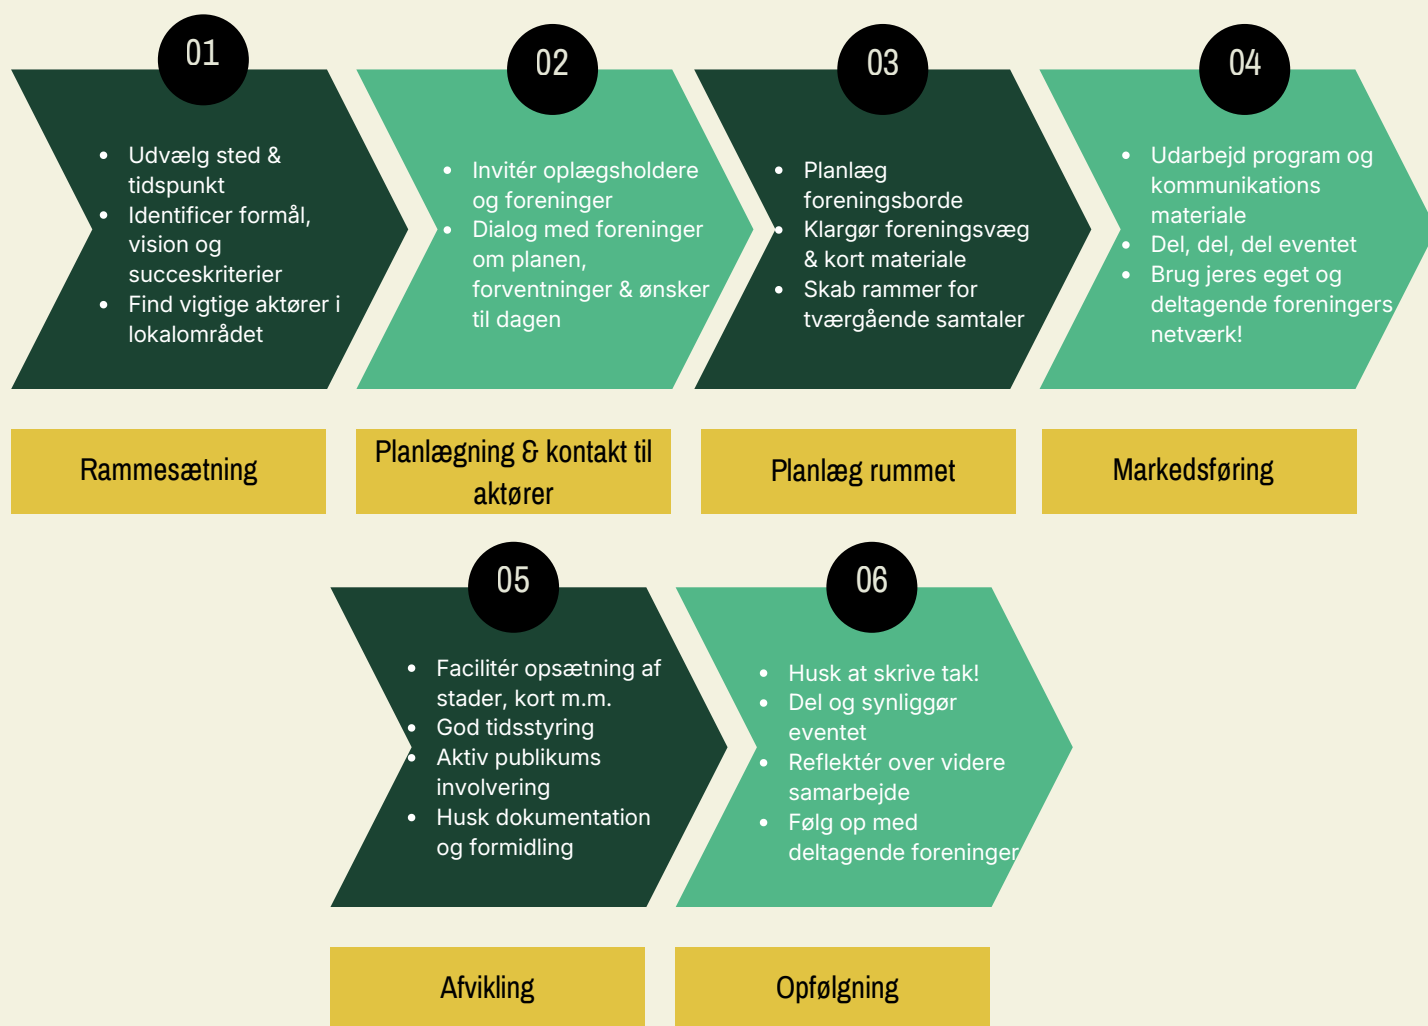 01
Udvælg sted &
tidspunkt
Identificer formål,
vision og
succeskriterier
Find vigtige aktører i
lokalområdet
Rammesætning
02
Invitér oplægsholdere
og foreninger
Dialog med foreninger
om planen,
forventninger & ønsker
til dagen
Planlægning & kontakt til
aktører
03
Planlæg
foreningsborde
Klargør foreningsvæg
& kort materiale
Skab rammer for
tværgående samtaler
Planlæg rummet
04
Udarbejd program og
kommunikations
materiale
Del, del, del eventet
Brug jeres eget og
deltagende foreningers
netværk!
Markedsføring
05
Facilitér opsætning af
stader, kort m.m.
God tidsstyring
Aktiv publikums
involvering
Husk dokumentation
og formidling
Afvikling
06
Husk at skrive tak!
Del og synliggør
eventet
Reflektér over videre
samarbejde
Følg op med
deltagende foreninger
Opfølgning